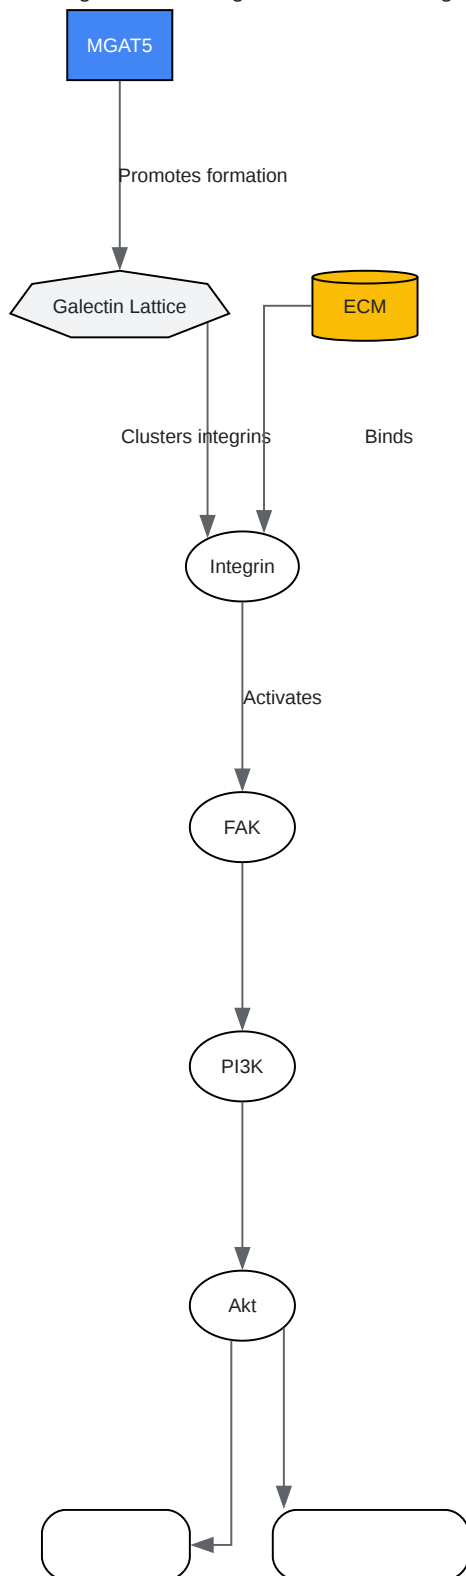 MGAT5
Promotes formation
Galectin Lattice
ECM
Clusters integrins
Binds
Integrin
Activates
FAK
PI3K
Akt